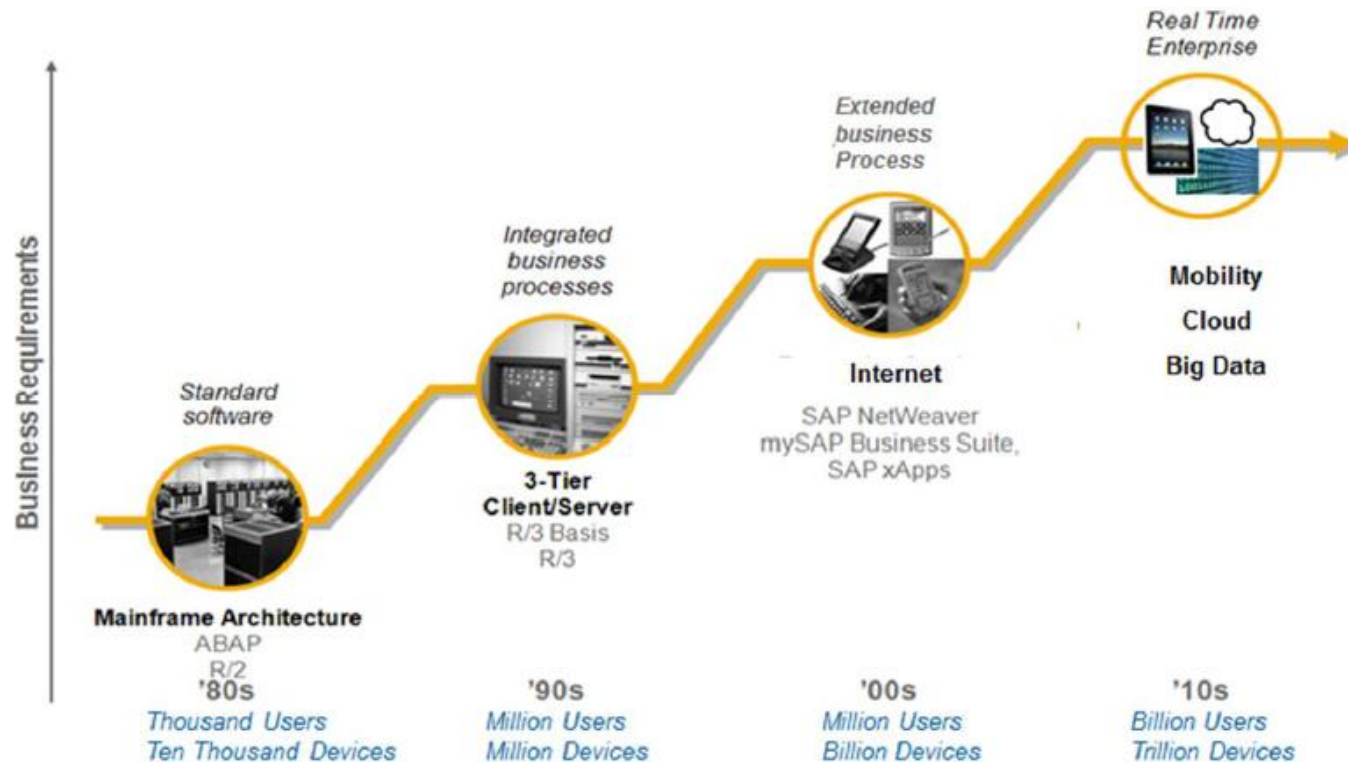 Real Time
Enterprise
Extended
business
Process
Integrated
business
processes
Standard
software
Business Requirements
Mobility
Cloud
Big Data
Internet
SAP NetWeaver
mySAP Business Suite,
SAP xApps
3-Tier
Client/Server
R/3 Basis
R/3
Mainframe Architecture
ABAP
R/2
'80s
Thousand Users
Ten Thousand Devices
'90s
Million Users
Million Devices
'00s
Million Users
Billion Devices
'10s
Billion Users
Trillion Devices